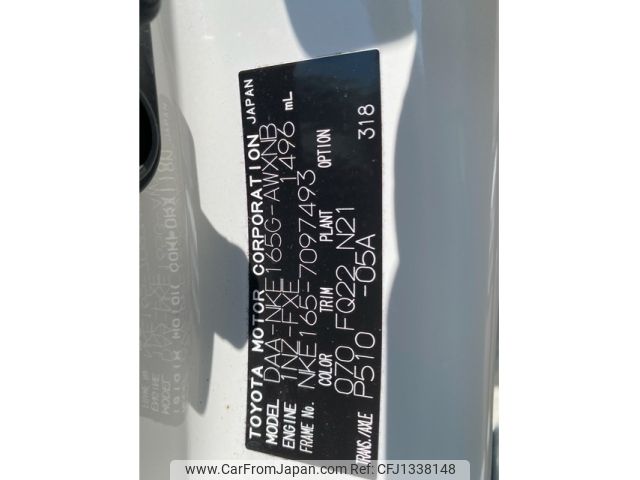 TOYOTA MOTOR CORPORATION JAPAN
MODEL DAA-NKE165G-AWXNB
ENGINE 1NZ-FXE 1496 mL
FRAME No. NKE165-7097493
COLOR TRIM PLANT OPTION
070 FQ22 N21 318
TRANS./AXLE P510 -05A
www.CarFromJapan.com - CFJ1338148